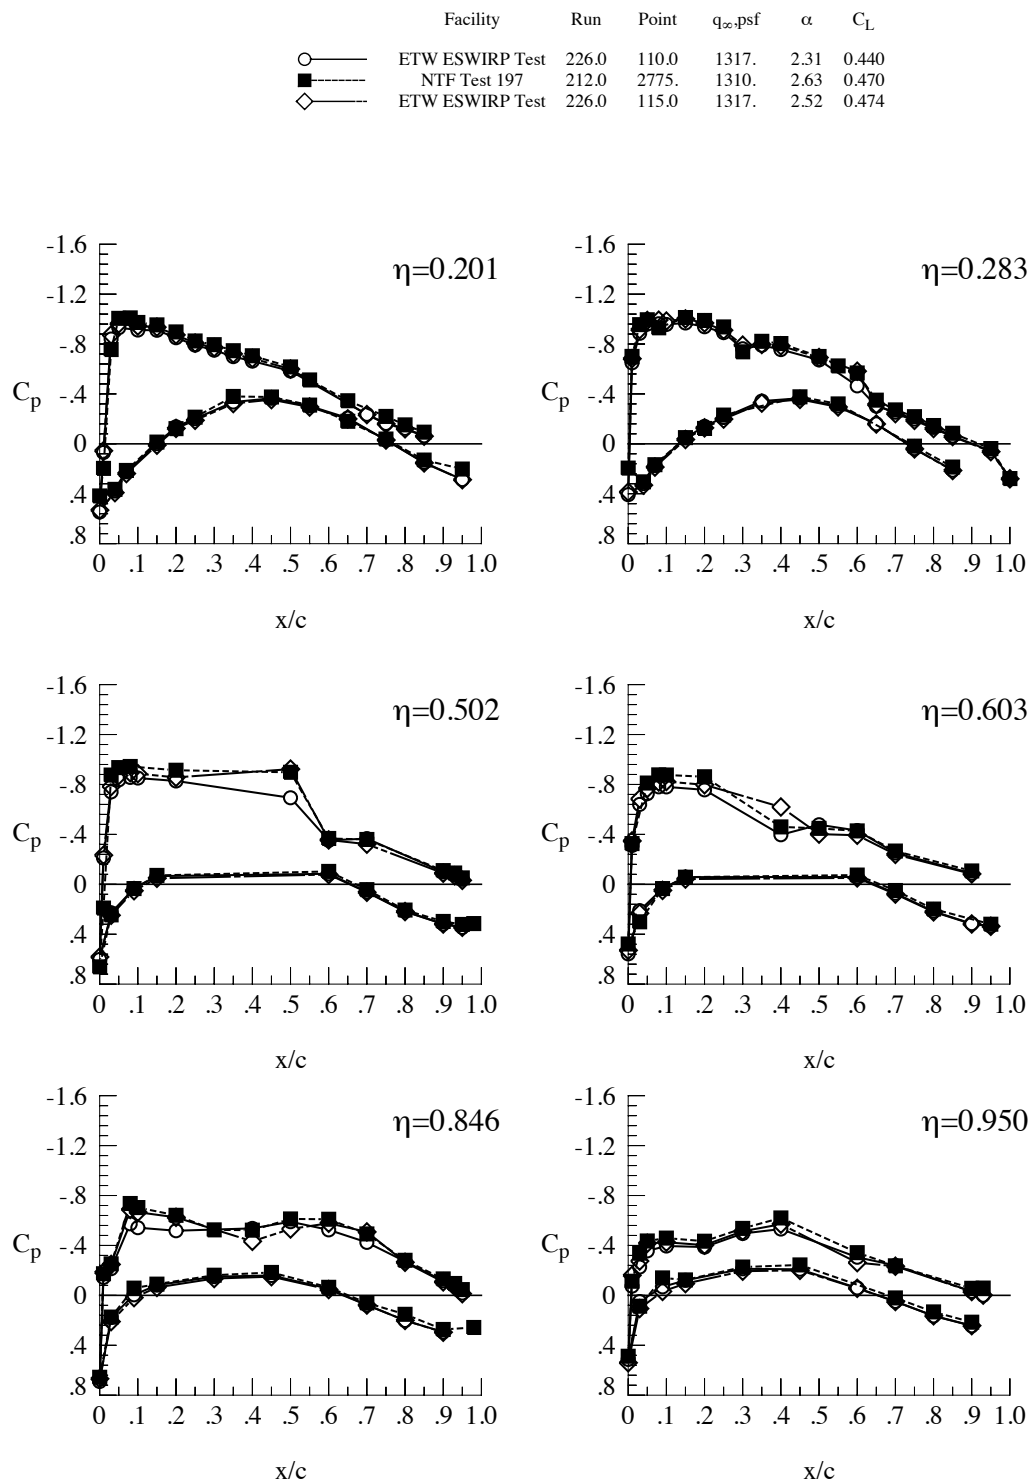 Facility Run Point q∞,psf α C_L
ETW ESWIRP Test 226.0 110.0 1317. 2.31 0.440
NTF Test 197 212.0 2775. 1310. 2.63 0.470
ETW ESWIRP Test 226.0 115.0 1317. 2.52 0.474
η=0.201
-1.6
-1.2
-.8
-.4
0
.4
.8
C_p
0 .1 .2 .3 .4 .5 .6 .7 .8 .9 1.0
x/c
η=0.283
-1.6
-1.2
-.8
-.4
0
.4
.8
C_p
0 .1 .2 .3 .4 .5 .6 .7 .8 .9 1.0
x/c
η=0.502
-1.6
-1.2
-.8
-.4
0
.4
.8
C_p
0 .1 .2 .3 .4 .5 .6 .7 .8 .9 1.0
x/c
η=0.603
-1.6
-1.2
-.8
-.4
0
.4
.8
C_p
0 .1 .2 .3 .4 .5 .6 .7 .8 .9 1.0
x/c
η=0.846
-1.6
-1.2
-.8
-.4
0
.4
.8
C_p
0 .1 .2 .3 .4 .5 .6 .7 .8 .9 1.0
x/c
η=0.950
-1.6
-1.2
-.8
-.4
0
.4
.8
C_p
0 .1 .2 .3 .4 .5 .6 .7 .8 .9 1.0
x/c